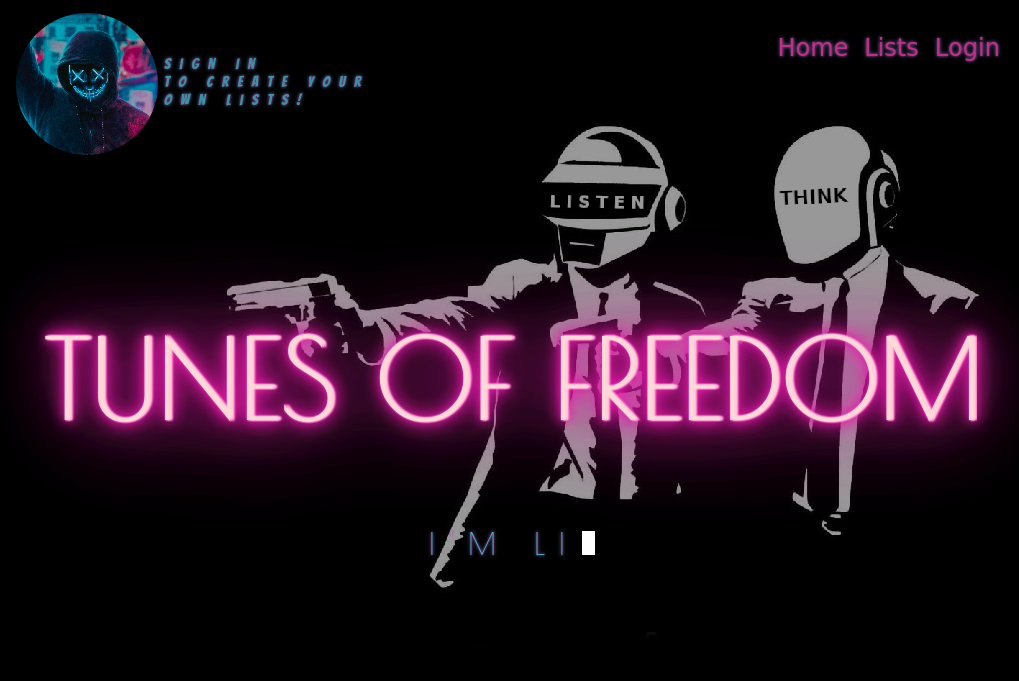 SIGN IN
TO CREATE YOUR
OWN LISTS!
Home Lists Login
LISTEN
THINK
TUNES OF FREEDOM
I M LI